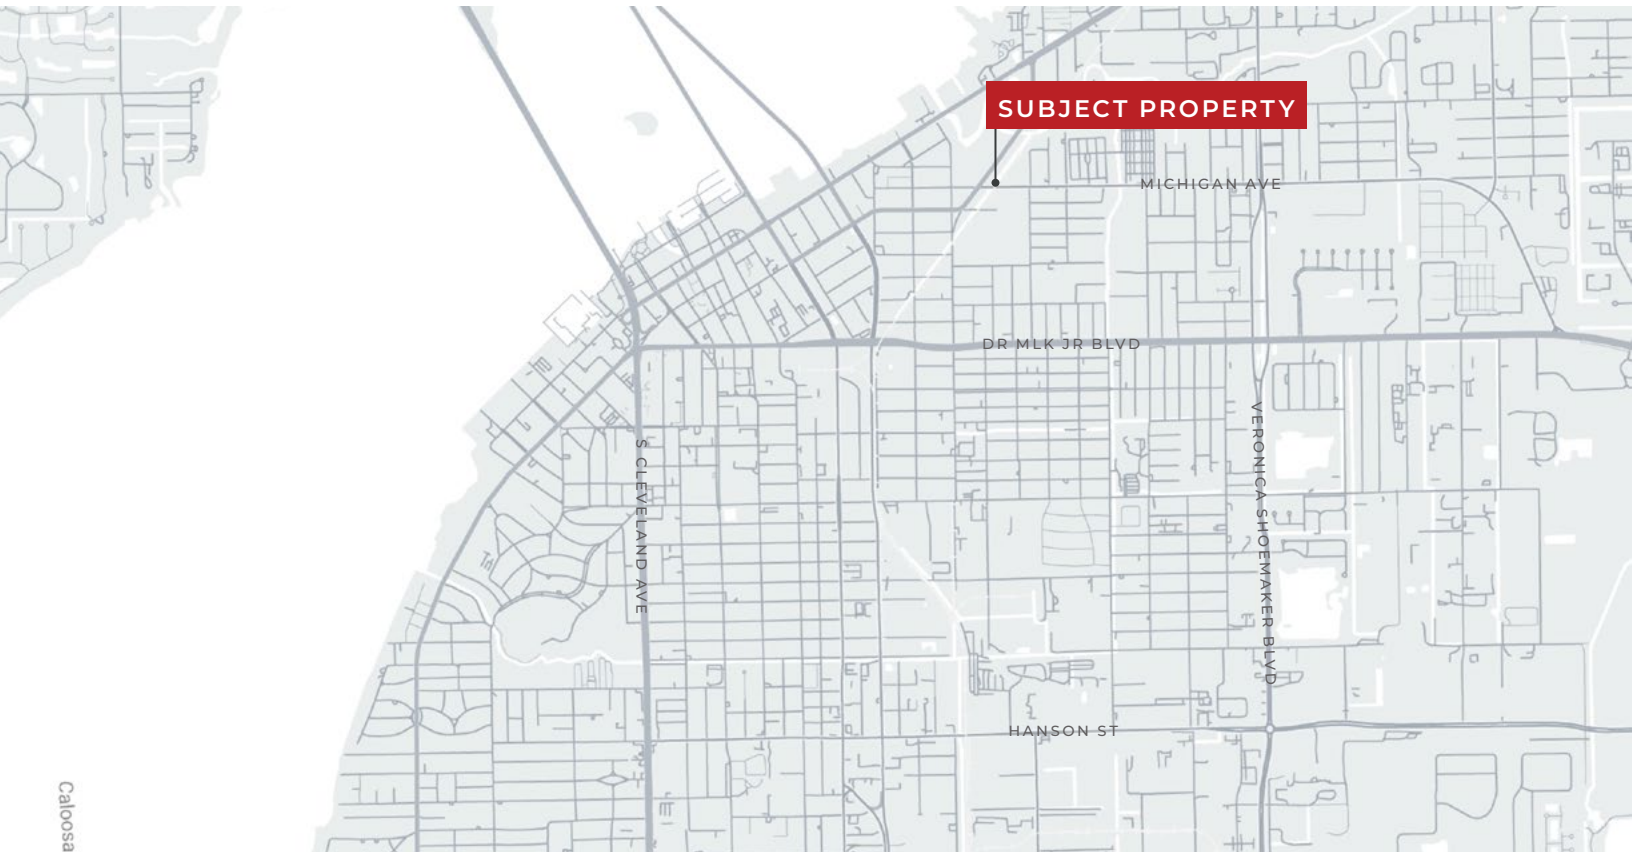 SUBJECT PROPERTY
MICHIGAN AVE
DR MLK JR BLVD
VERONICA SHOEMAKER BLVD
S CLEVELAND AVE
HANSON ST
Caloosa